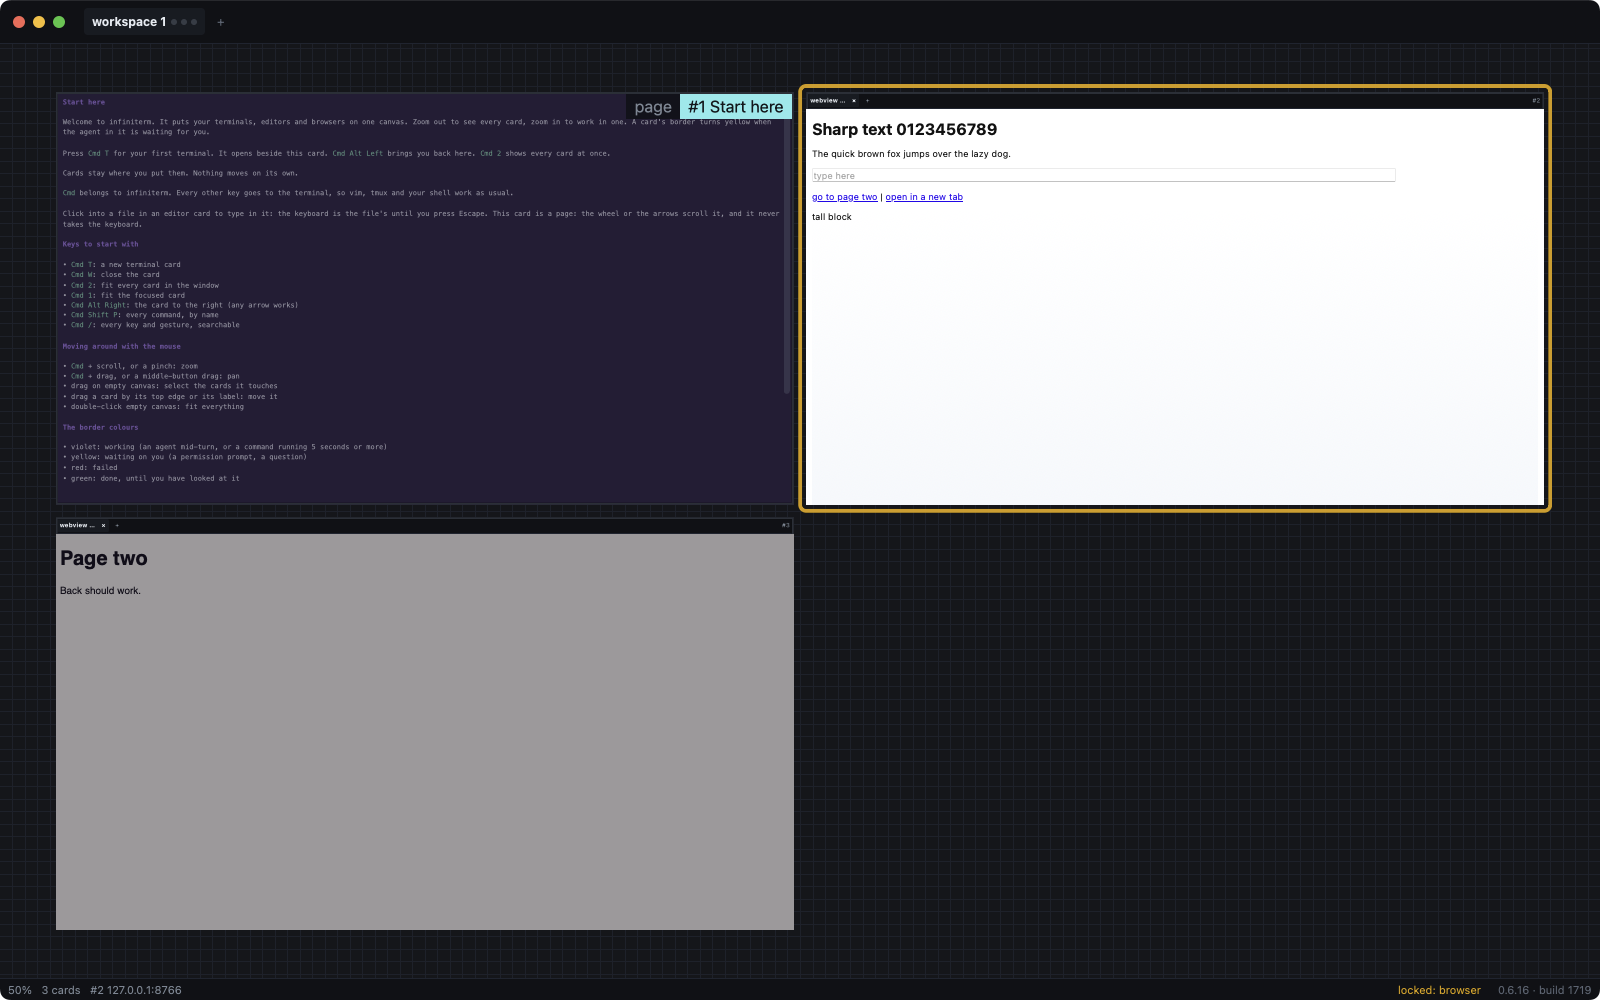 workspace 1
+
page #1 Start here
Start here
Welcome to infiniterm. It puts your terminals, editors and browsers on one canvas. Zoom out to see every card, zoom in to work in one. A card's border turns yellow when
the agent in it is waiting for you.
Press Cmd T for your first terminal. It opens beside this card. Cmd Alt Left brings you back here. Cmd 2 shows every card at once.
Cards stay where you put them. Nothing moves on its own.
Cmd belongs to infiniterm. Every other key goes to the terminal, so vim, tmux and your shell work as usual.
Click into a file in an editor card to type in it: the keyboard is the file's until you press Escape. This card is a page: the wheel or the arrows scroll it, and it never
takes the keyboard.
Keys to start with
• Cmd T: a new terminal card
• Cmd W: close the card
• Cmd 2: fit every card in the window
• Cmd 1: fit the focused card
• Cmd Alt Right: the card to the right (any arrow works)
• Cmd Shift P: every command, by name
• Cmd /: every key and gesture, searchable
Moving around with the mouse
• Cmd + scroll, or a pinch: zoom
• Cmd + drag, or a middle-button drag: pan
• drag on empty canvas: select the cards it touches
• drag a card by its top edge or its label: move it
• double-click empty canvas: fit everything
The border colours
• violet: working (an agent mid-turn, or a command running 5 seconds or more)
• yellow: waiting on you (a permission prompt, a question)
• red: failed
• green: done, until you have looked at it
webview ... × + #2
Sharp text 0123456789
The quick brown fox jumps over the lazy dog.
type here
go to page two | open in a new tab
tall block
webview ... × + #3
Page two
Back should work.
50% 3 cards #2 127.0.0.1:8766
locked: browser 0.6.16 · build 1719